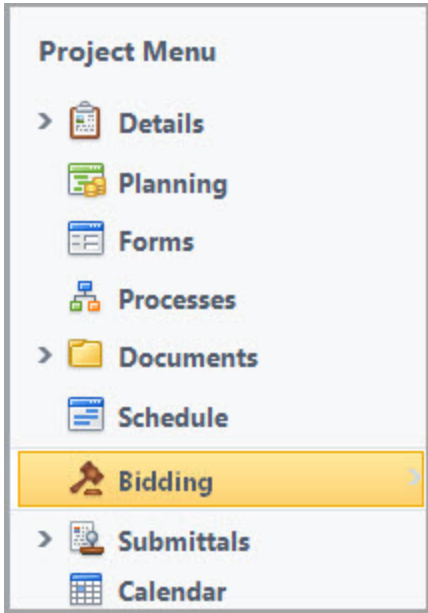 Project Menu
Details
Planning
Forms
Processes
Documents
Schedule
Bidding
Submittals
Calendar